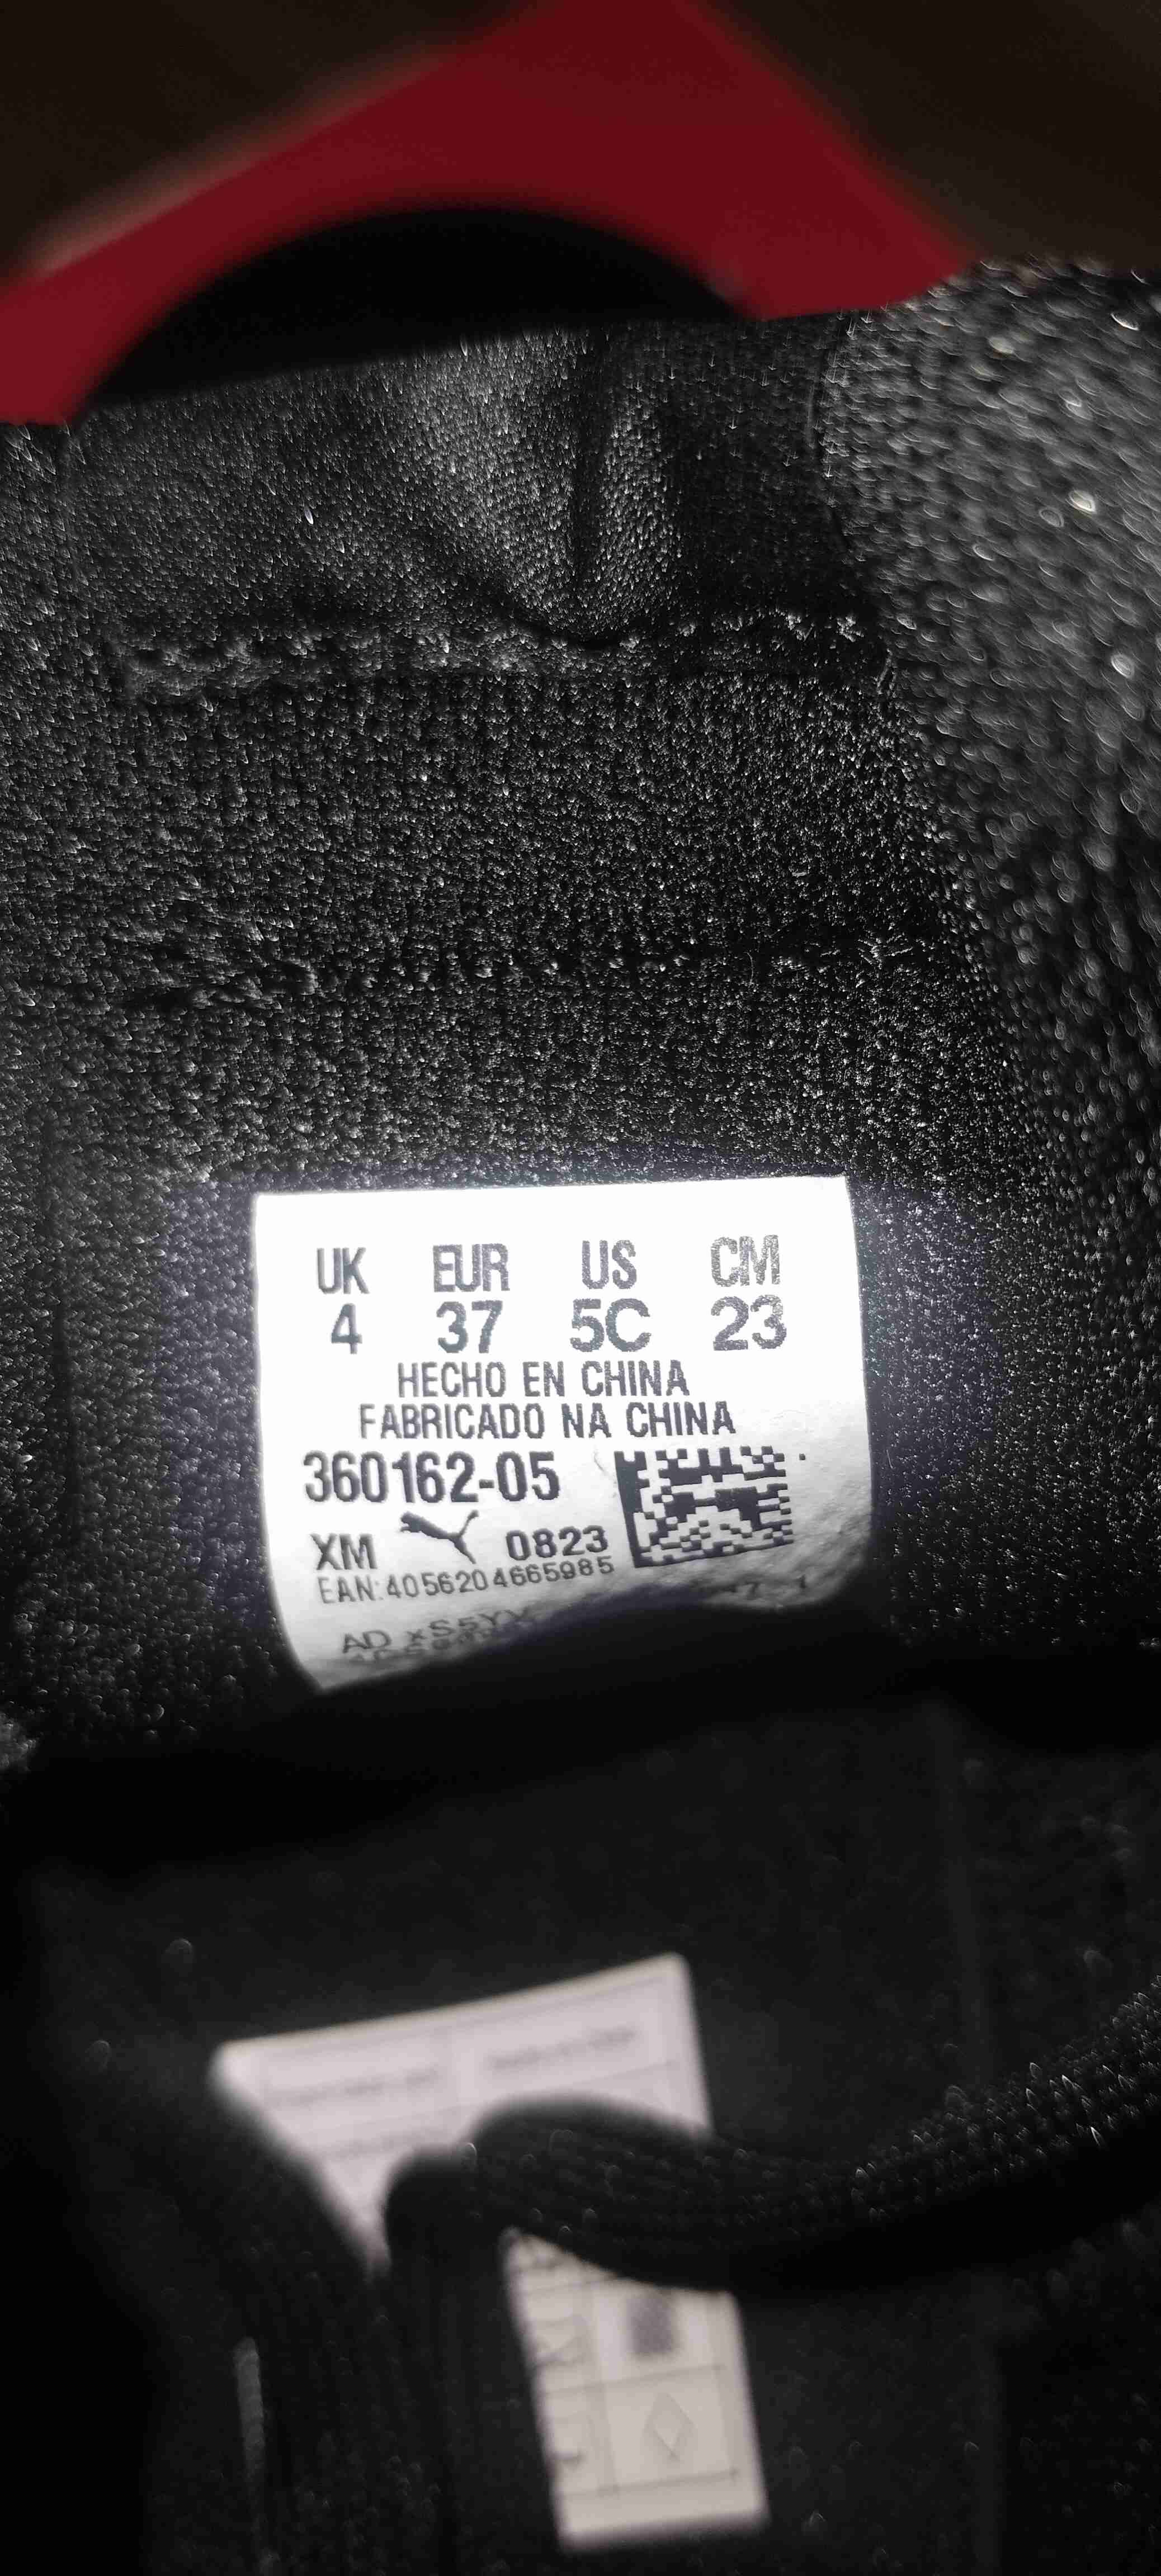 UK EUR US CM
4 37 5C 23
HECHO EN CHINA
FABRICADO NA CHINA
360162-05
XM 0823
EAN:4056204665985
AD